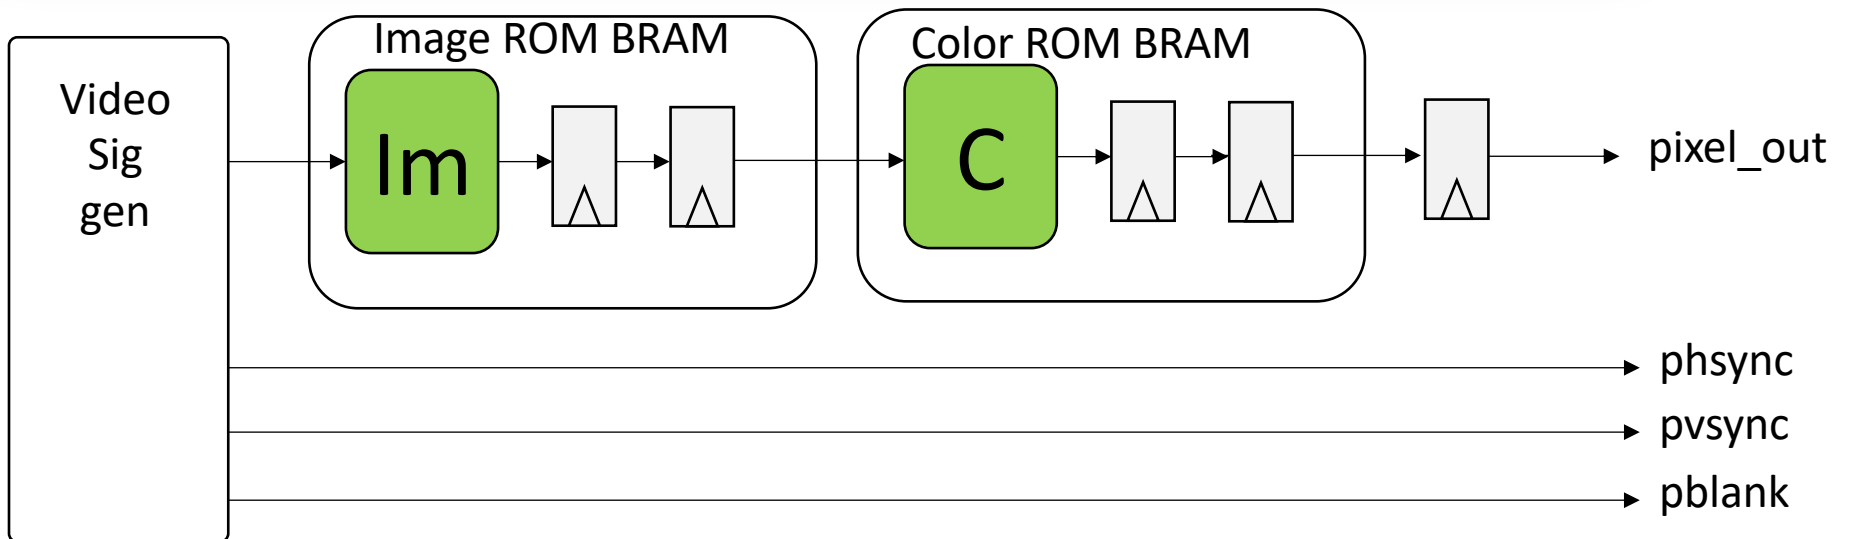 Video
Sig
gen
Image ROM BRAM
Im
Color ROM BRAM
C
pixel_out
phsync
pvsync
pblank